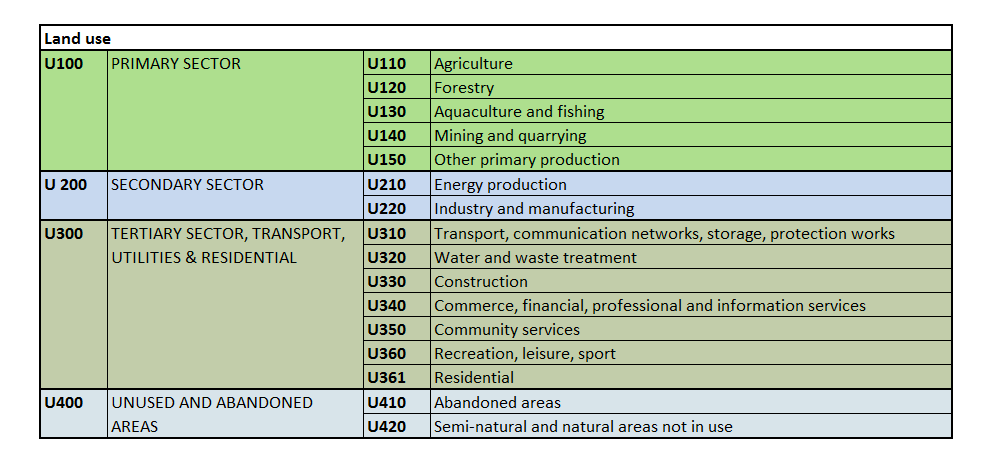 Land use
U100 PRIMARY SECTOR U110 Agriculture
U120 Forestry
U130 Aquaculture and fishing
U140 Mining and quarrying
U150 Other primary production
U 200 SECONDARY SECTOR U210 Energy production
U220 Industry and manufacturing
U300 TERTIARY SECTOR, TRANSPORT, U310 Transport, communication networks, storage, protection works
UTILITIES & RESIDENTIAL U320 Water and waste treatment
U330 Construction
U340 Commerce, financial, professional and information services
U350 Community services
U360 Recreation, leisure, sport
U361 Residential
U400 UNUSED AND ABANDONED U410 Abandoned areas
AREAS U420 Semi-natural and natural areas not in use